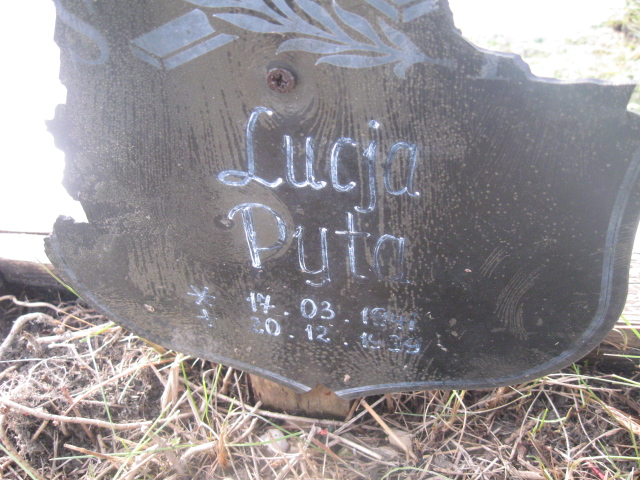 Lucja
Pyta
* 17.03.
+ 30.12.